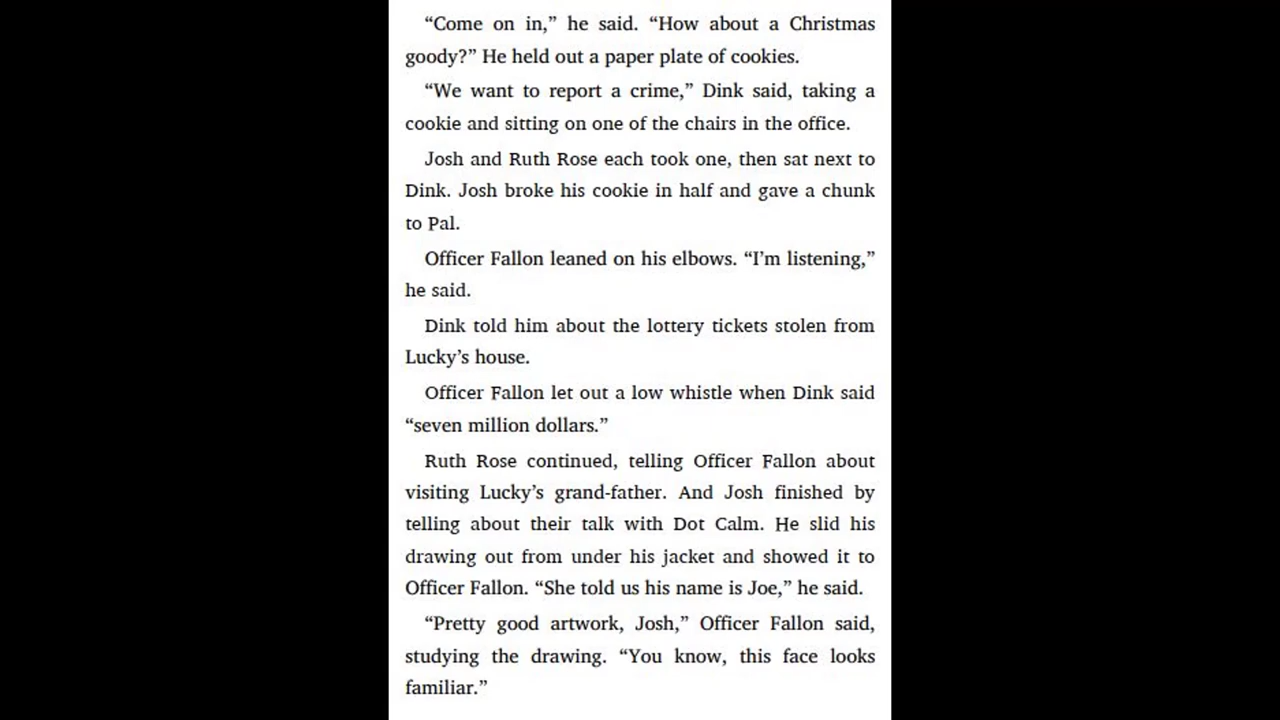 “Come on in,” he said. “How about a Christmas
goody?” He held out a paper plate of cookies.
“We want to report a crime,” Dink said, taking a
cookie and sitting on one of the chairs in the office.
Josh and Ruth Rose each took one, then sat next to
Dink. Josh broke his cookie in half and gave a chunk
to Pal.
Officer Fallon leaned on his elbows. “I’m listening,”
he said.
Dink told him about the lottery tickets stolen from
Lucky’s house.
Officer Fallon let out a low whistle when Dink said
“seven million dollars.”
Ruth Rose continued, telling Officer Fallon about
visiting Lucky’s grand-father. And Josh finished by
telling about their talk with Dot Calm. He slid his
drawing out from under his jacket and showed it to
Officer Fallon. “She told us his name is Joe,” he said.
“Pretty good artwork, Josh,” Officer Fallon said,
studying the drawing. “You know, this face looks
familiar.”